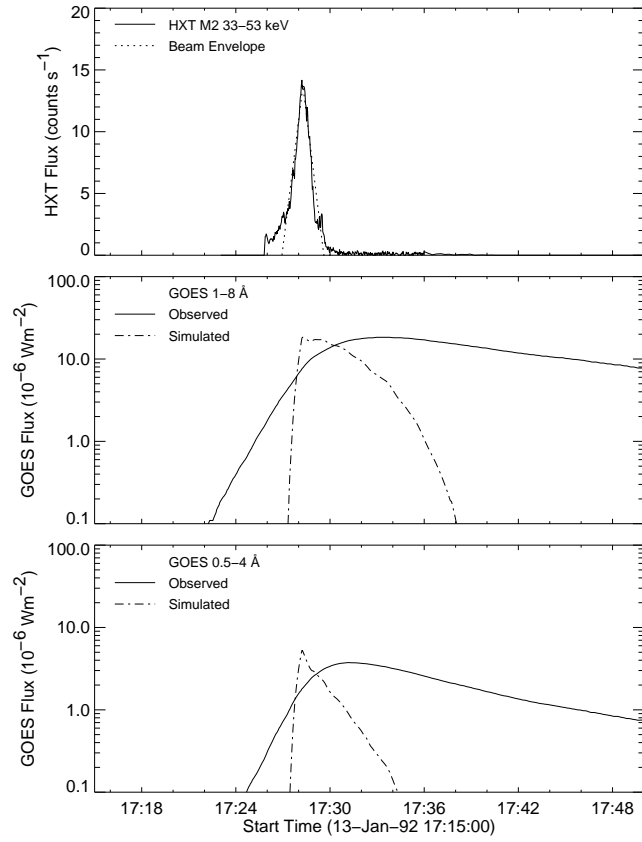 HXT M2 33–53 keV
Beam Envelope
20
15
10
5
0
HXT Flux (counts s⁻¹)
GOES 1–8 Å
Observed
Simulated
100.0
10.0
1.0
0.1
GOES Flux (10⁻⁶ Wm⁻²)
GOES 0.5–4 Å
Observed
Simulated
100.0
10.0
1.0
0.1
GOES Flux (10⁻⁶ Wm⁻²)
17:18 17:24 17:30 17:36 17:42 17:48
Start Time (13–Jan–92 17:15:00)